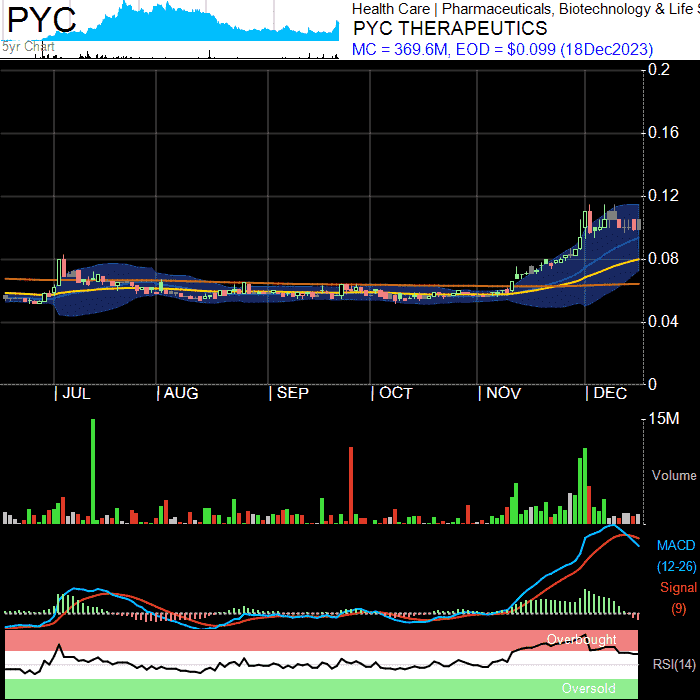 PYC
5yr Chart
Health Care | Pharmaceuticals, Biotechnology & Life S
PYC THERAPEUTICS
MC = 369.6M, EOD = $0.099 (18Dec2023)
0.2
0.16
0.12
0.08
0.04
0
| JUL | AUG | SEP | OCT | NOV | DEC
15M
Volume
MACD
(12-26)
Signal
(9)
Overbought
RSI(14)
Oversold